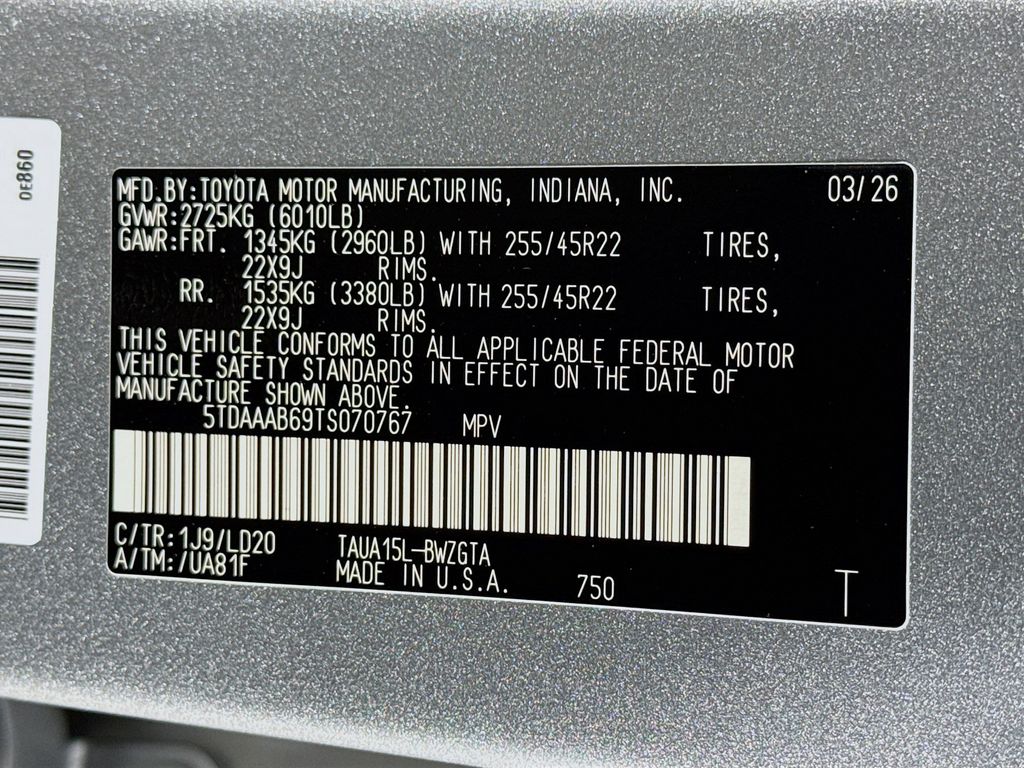 0E860
MFD.BY:TOYOTA MOTOR MANUFACTURING, INDIANA, INC. 03/26
GVWR:2725KG (6010LB)
GAWR:FRT. 1345KG (2960LB) WITH 255/45R22 TIRES,
22X9J RIMS.
RR. 1535KG (3380LB) WITH 255/45R22 TIRES,
22X9J RIMS.
THIS VEHICLE CONFORMS TO ALL APPLICABLE FEDERAL MOTOR
VEHICLE SAFETY STANDARDS IN EFFECT ON THE DATE OF
MANUFACTURE SHOWN ABOVE.
5TDAAAB69TS070767 MPV
C/TR:1J9/LD20 TAUA15L-BWZGTA
A/TM:/UA81F MADE IN U.S.A. 750 T